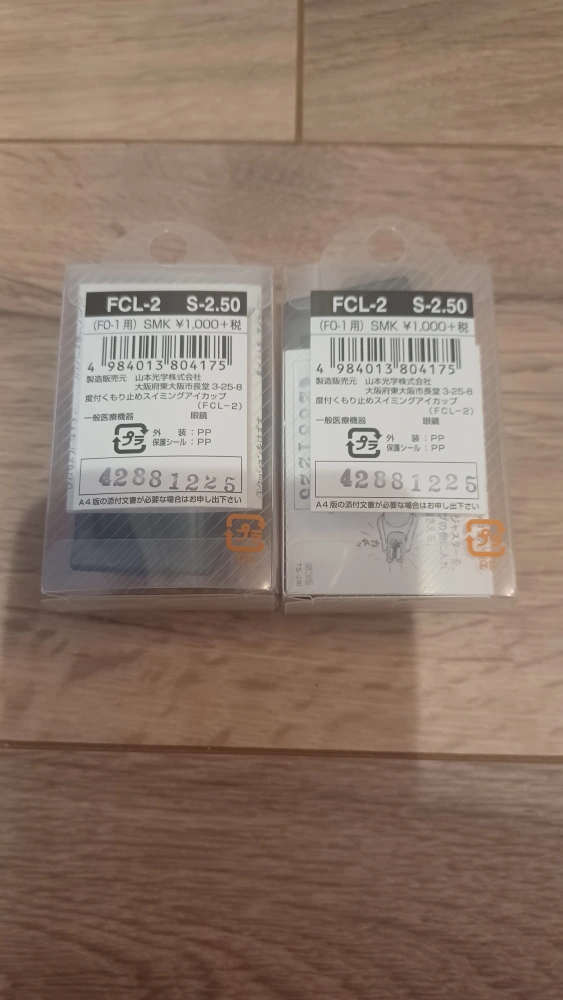 FCL-2 S-2.50
(FO-1用) SMK ¥1,000+税
4 984013 804175
製造販売元 山本光学株式会社
大阪府東大阪市長堂 3-25-8
度付くもり止めスイミングアイカップ
(FCL-2)
一般医療機器 眼鏡
プラ
外 装:PP
保護シール:PP
42881225
A4版の添付文書が必要な場合はお申し出下さい
プラ
FCL-2 S-2.50
(FO-1用) SMK ¥1,000+税
4 984013 804175
製造販売元 山本光学株式会社
大阪府東大阪市長堂 3-25-8
度付くもり止めスイミングアイカップ
(FCL-2)
一般医療機器 眼鏡
プラ
外 装:PP
保護シール:PP
42881225
A4版の添付文書が必要な場合はお申し出下さい
プラ